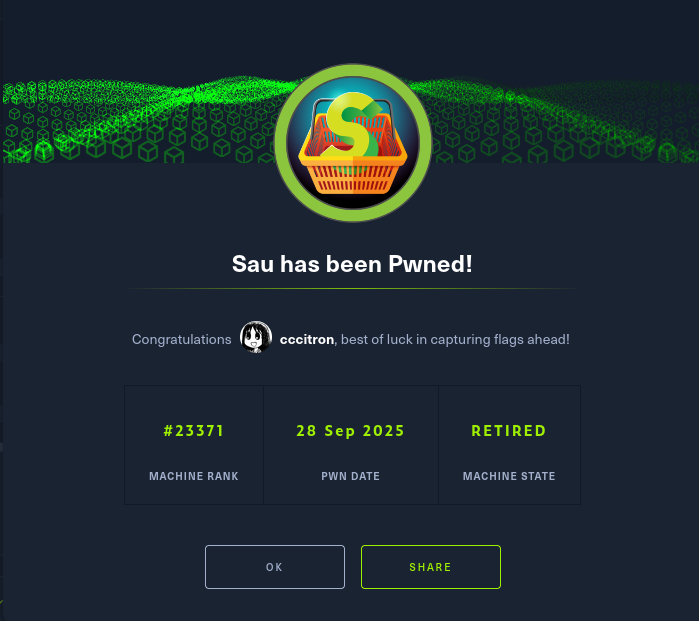 Sau has been Pwned!
Congratulations cccitron, best of luck in capturing flags ahead!
#23371 28 Sep 2025 RETIRED
MACHINE RANK PWN DATE MACHINE STATE
OK SHARE